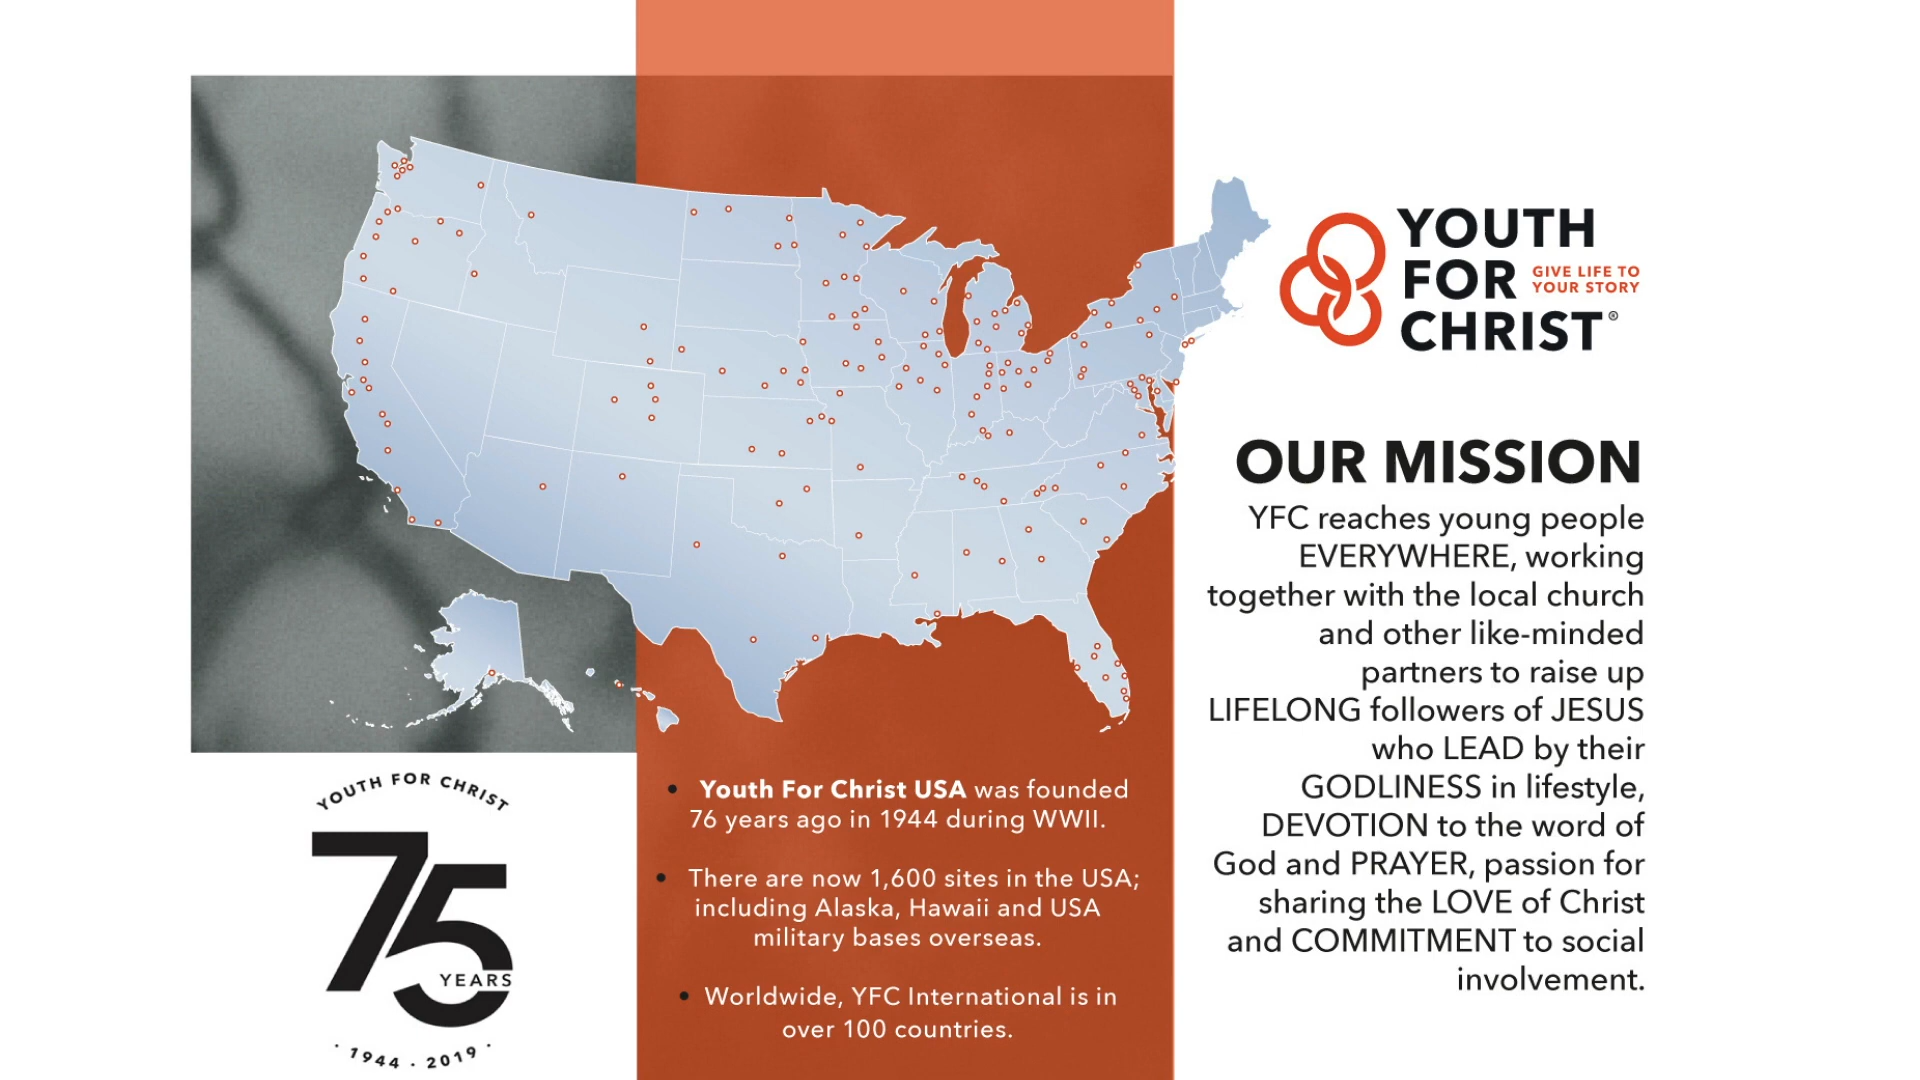 YOUTH
FOR
CHRIST®
GIVE LIFE TO
YOUR STORY
OUR MISSION
YFC reaches young people
EVERYWHERE, working
together with the local church
and other like-minded
partners to raise up
LIFELONG followers of JESUS
who LEAD by their
GODLINESS in lifestyle,
DEVOTION to the word of
God and PRAYER, passion for
sharing the LOVE of Christ
and COMMITMENT to social
involvement.
YOUTH FOR CHRIST
75
YEARS
· 1944 · 2019 ·
• Youth For Christ USA was founded
76 years ago in 1944 during WWII.
• There are now 1,600 sites in the USA;
including Alaska, Hawaii and USA
military bases overseas.
• Worldwide, YFC International is in
over 100 countries.